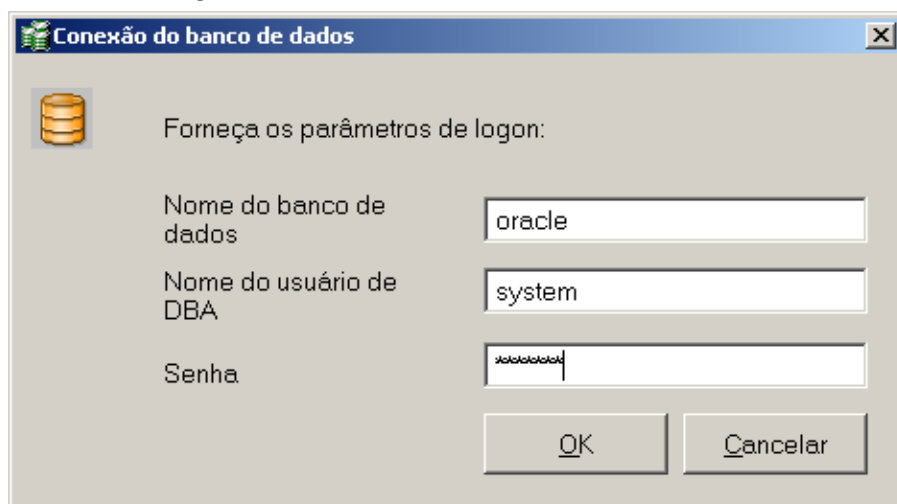 Conexão do banco de dados
Forneça os parâmetros de logon:
Nome do banco de
dados
oracle
Nome do usuário de
DBA
system
Senha
********
OK
Cancelar